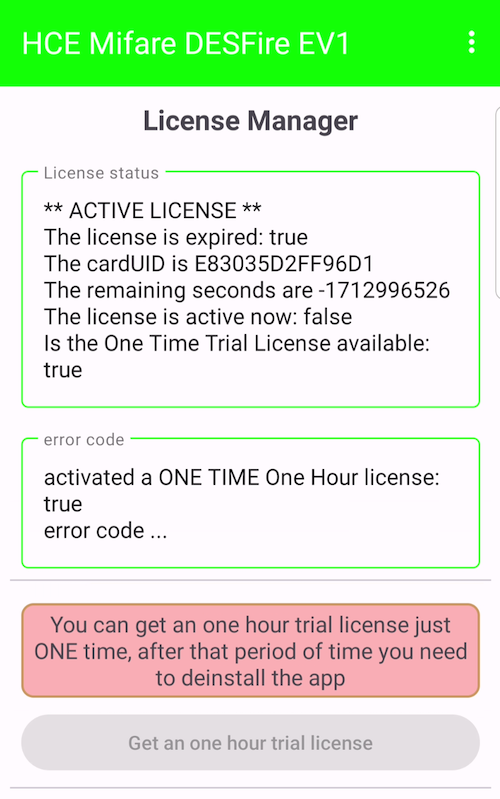 HCE Mifare DESFire EV1
License Manager
License status
** ACTIVE LICENSE **
The license is expired: true
The cardUID is E83035D2FF96D1
The remaining seconds are -1712996526
The license is active now: false
Is the One Time Trial License available:
true
error code
activated a ONE TIME One Hour license:
true
error code ...
You can get an one hour trial license just
ONE time, after that period of time you need
to deinstall the app
Get an one hour trial license